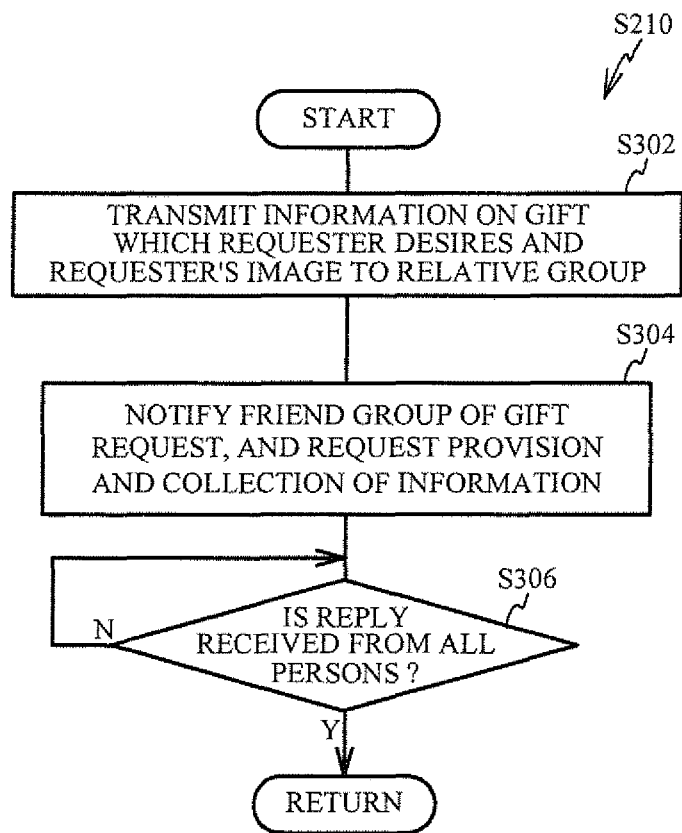 S210
START
S302
TRANSMIT INFORMATION ON GIFT
WHICH REQUESTER DESIRES AND
REQUESTER'S IMAGE TO RELATIVE GROUP
S304
NOTIFY FRIEND GROUP OF GIFT
REQUEST, AND REQUEST PROVISION
AND COLLECTION OF INFORMATION
S306
IS REPLY
RECEIVED FROM ALL
PERSONS ?
N
Y
RETURN